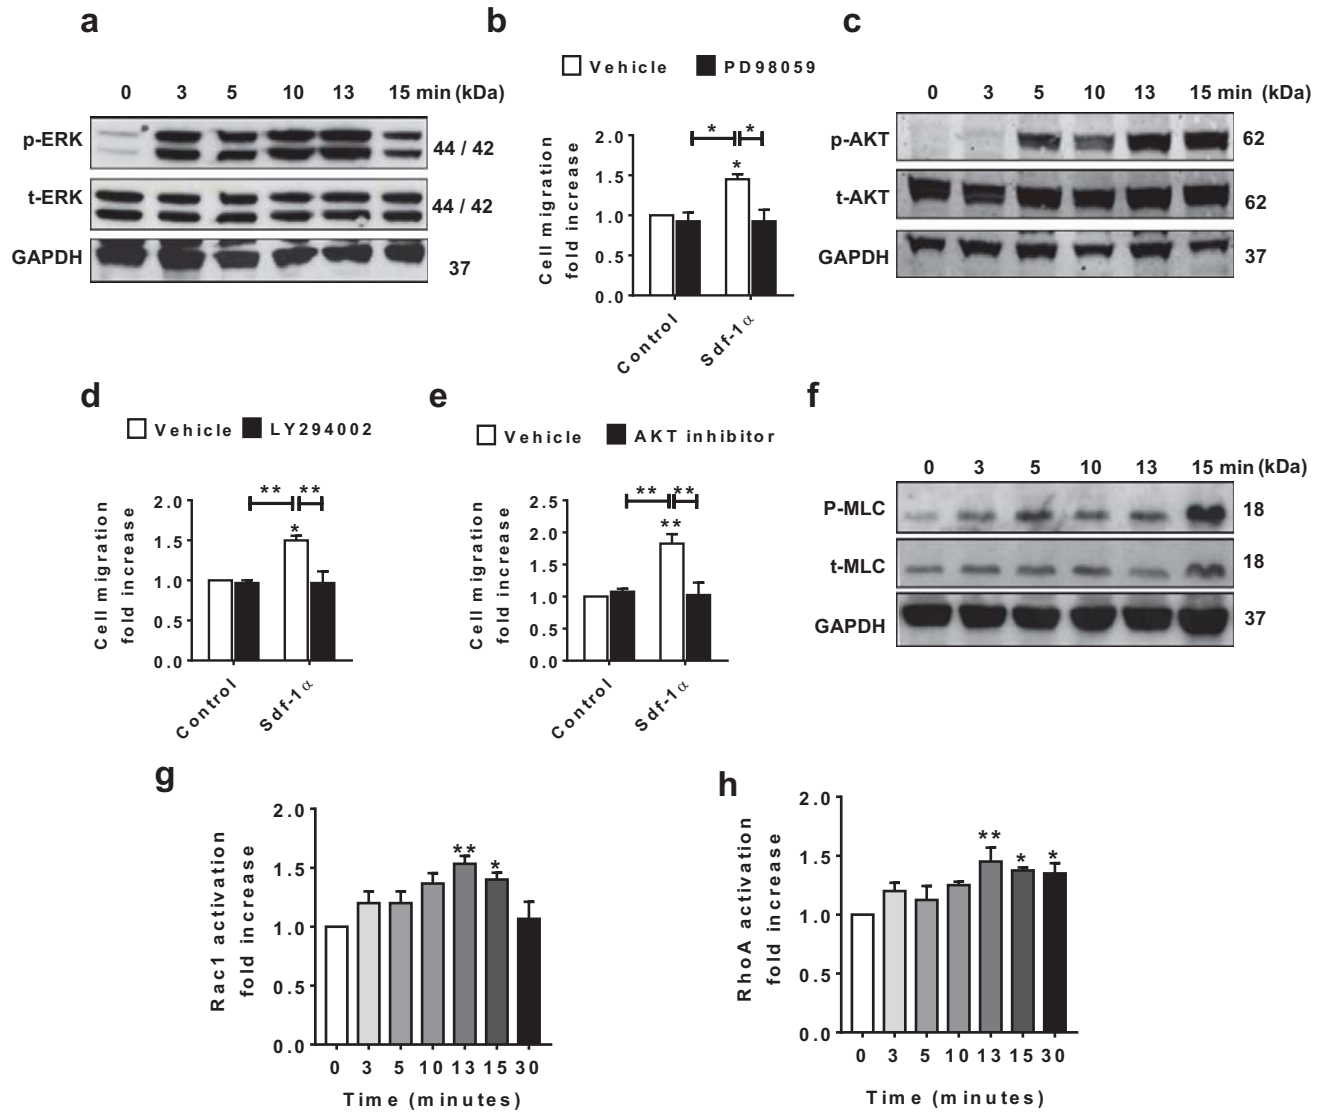 a
0 3 5 10 13 15 min (kDa)
p-ERK 44 / 42
t-ERK 44 / 42
GAPDH 37
b
Vehicle PD98059
Cell migration
fold increase
2.0
1.5
1.0
0.5
0.0
* *
*
Control Sdf-1α
c
0 3 5 10 13 15 min (kDa)
p-AKT 62
t-AKT 62
GAPDH 37
d
Vehicle LY294002
Cell migration
fold increase
2.0
1.5
1.0
0.5
0.0
** **
*
Control Sdf-1α
e
Vehicle AKT inhibitor
Cell migration
fold increase
2.5
2.0
1.5
1.0
0.5
0.0
** **
**
Control Sdf-1α
f
0 3 5 10 13 15 min (kDa)
P-MLC 18
t-MLC 18
GAPDH 37
g
Rac1 activation
fold increase
2.0
1.5
1.0
0.5
0.0
** *
0 3 5 10 13 15 30
Time (minutes)
h
RhoA activation
fold increase
2.0
1.5
1.0
0.5
0.0
** * *
0 3 5 10 13 15 30
Time (minutes)